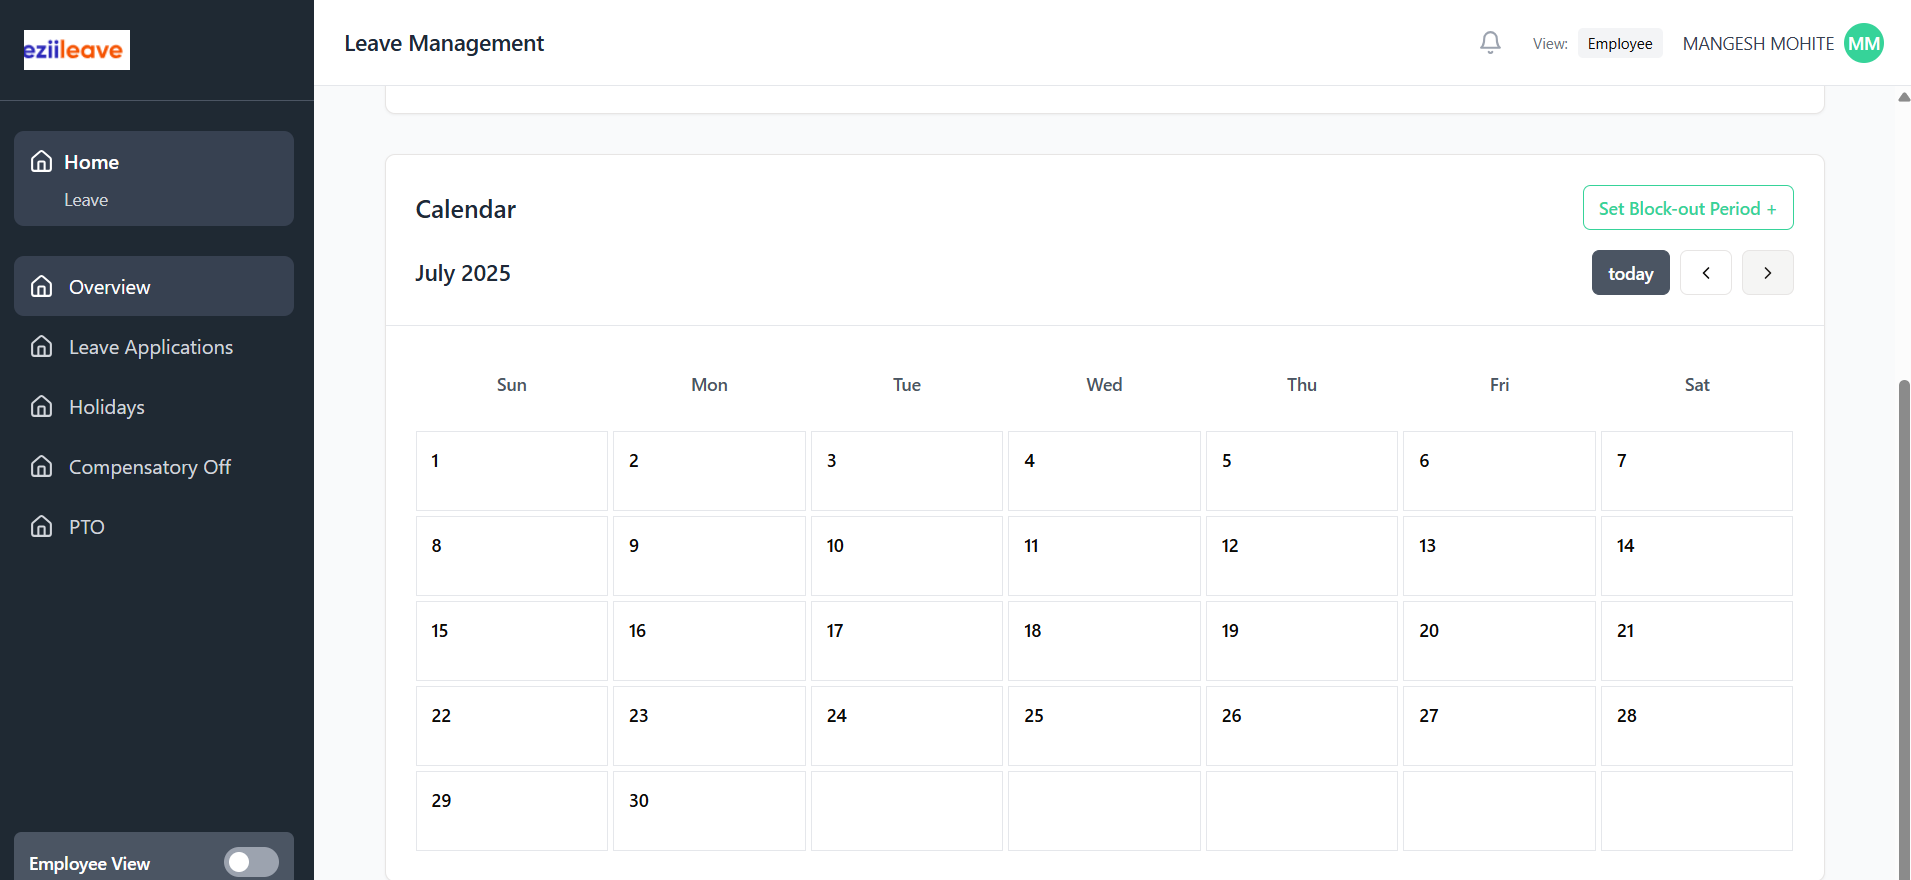 eziileave
Leave Management
View: Employee MANGESH MOHITE MM
Home
Leave
Overview
Leave Applications
Holidays
Compensatory Off
PTO
Employee View
Calendar
Set Block-out Period +
July 2025
today
Sun Mon Tue Wed Thu Fri Sat
1 2 3 4 5 6 7
8 9 10 11 12 13 14
15 16 17 18 19 20 21
22 23 24 25 26 27 28
29 30